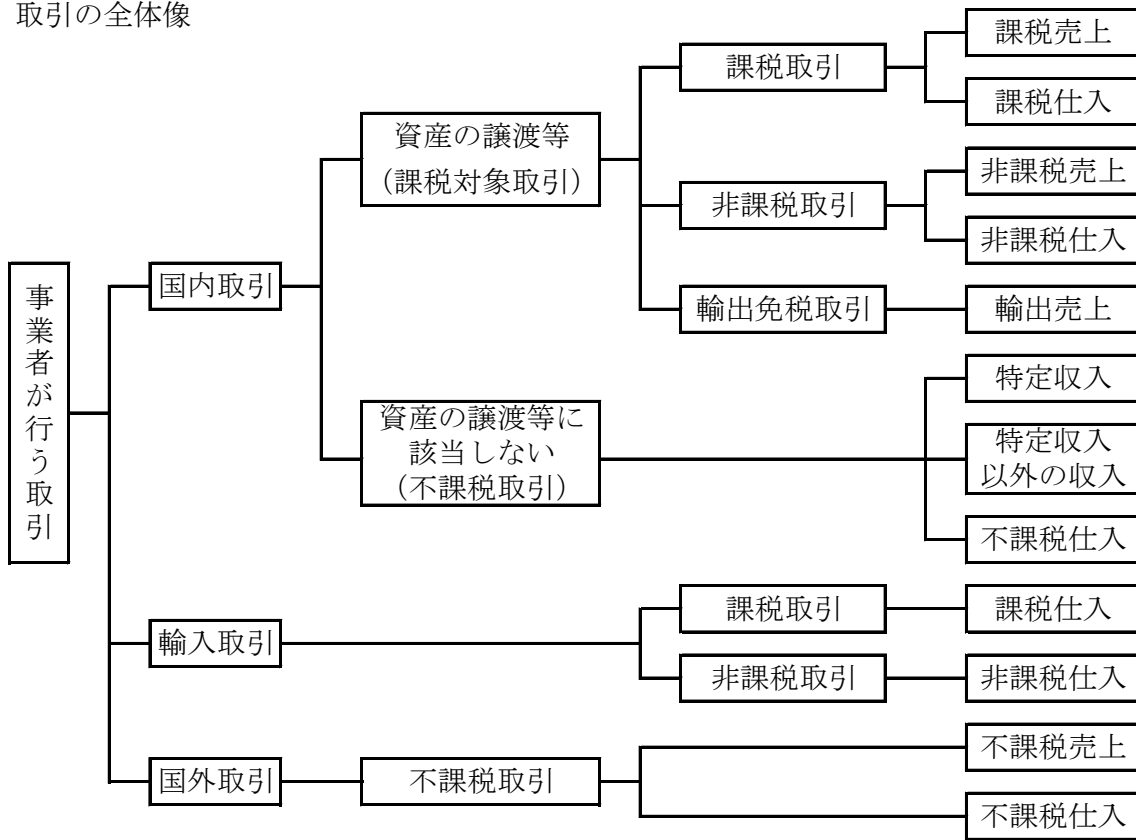 取引の全体像
事業者が行う取引
国内取引
資産の譲渡等
（課税対象取引）
課税取引
課税売上
課税仕入
非課税取引
非課税売上
非課税仕入
輸出免税取引
輸出売上
資産の譲渡等に
該当しない
（不課税取引）
特定収入
特定収入
以外の収入
不課税仕入
輸入取引
課税取引
課税仕入
非課税取引
非課税仕入
国外取引
不課税取引
不課税売上
不課税仕入